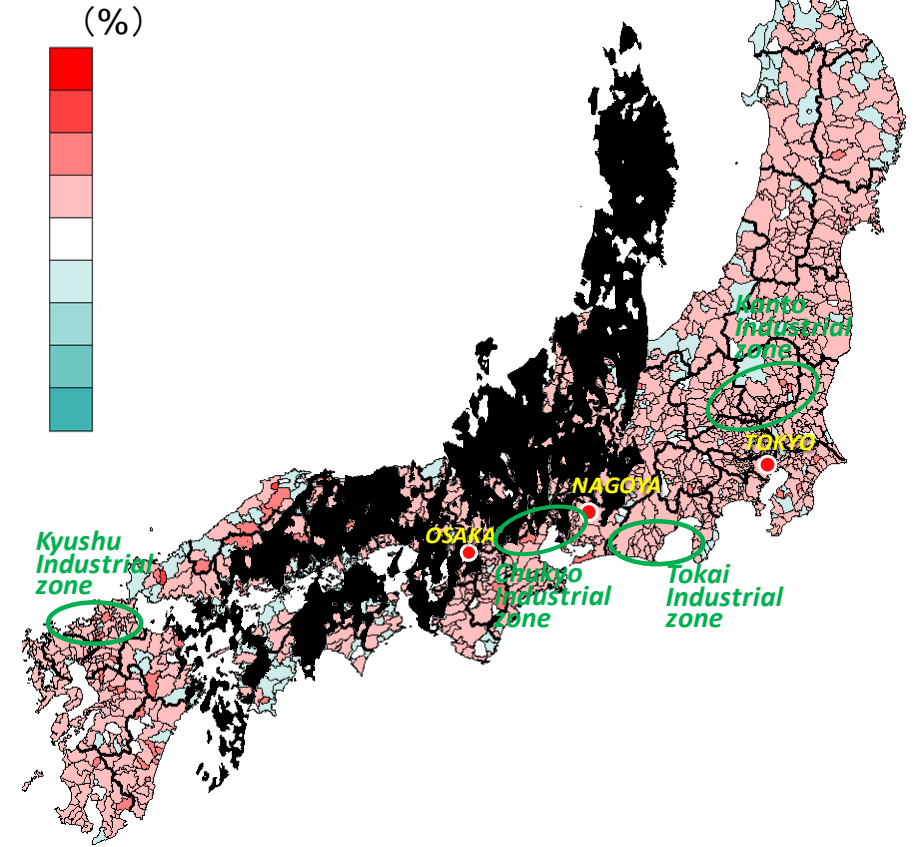 （%）
Kanto
Industrial
zone
TOKYO
NAGOYA
OSAKA
Kyushu
Industrial
zone
Chukyo
Industrial
zone
Tokai
Industrial
zone